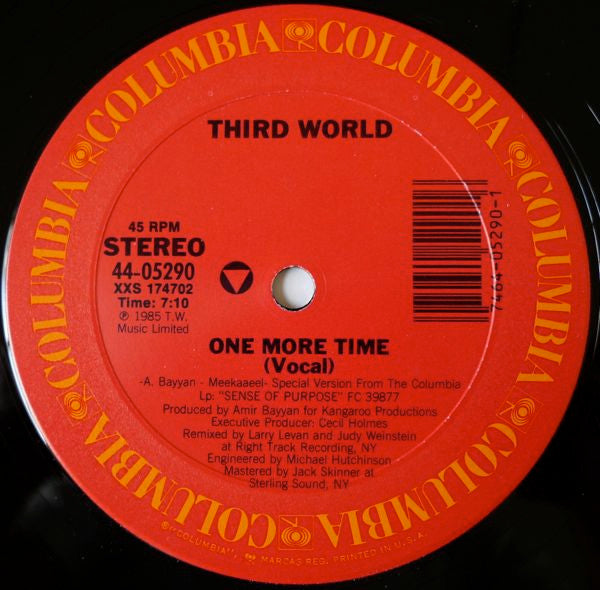 COLUMBIA COLUMBIA COLUMBIA COLUMBIA COLUMBIA COLUMBIA COLUMBIA
THIRD WORLD
45 RPM
STEREO
44-05290
XXS 174702
Time: 7:10
Ⓟ 1985 T.W.
Music Limited
7464-05290-1
ONE MORE TIME
(Vocal)
-A. Bayyan - Meekaaeel- Special Version From The Columbia
Lp: "SENSE OF PURPOSE" FC 39877
Produced by Amir Bayyan for Kangaroo Productions
Executive Producer: Cecil Holmes
Remixed by Larry Levan and Judy Weinstein
at Right Track Recording, NY
Engineered by Michael Hutchinson
Mastered by Jack Skinner at
Sterling Sound, NY
"COLUMBIA", MARCAS REG. PRINTED IN U.S.A.